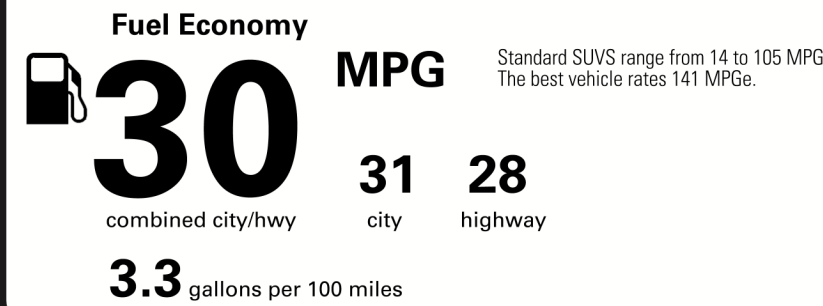 Fuel Economy
30 MPG
Standard SUVS range from 14 to 105 MPG
The best vehicle rates 141 MPGe.
31 28
combined city/hwy city highway
3.3 gallons per 100 miles